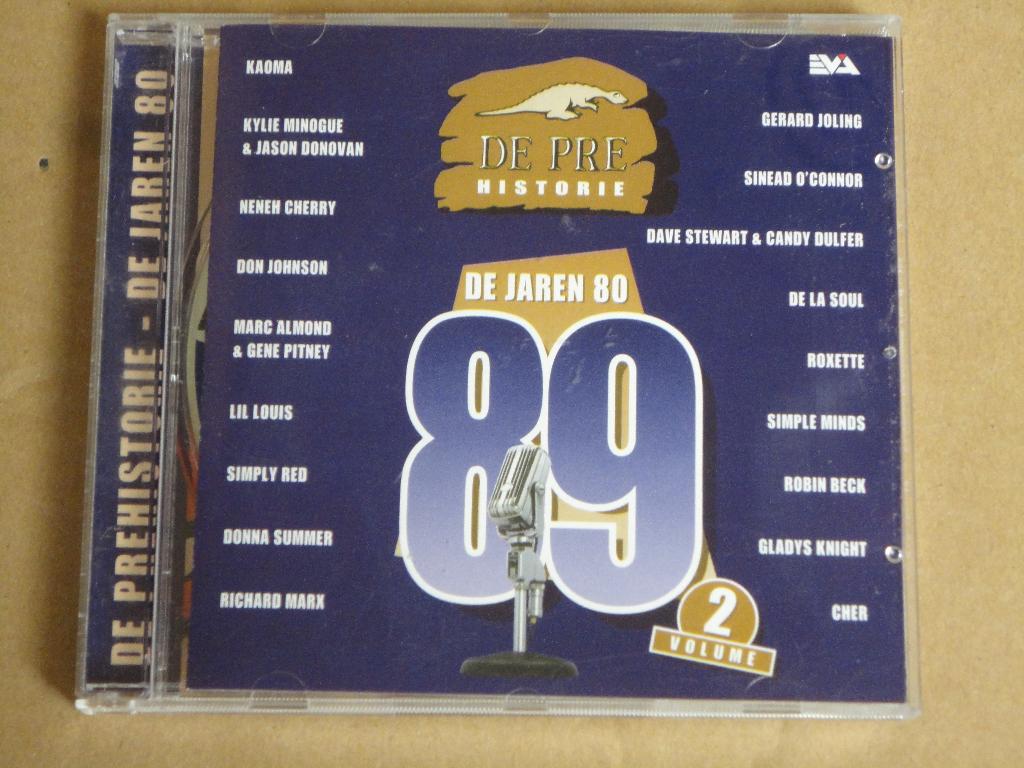 DE PREHISTORIE - DE JAREN 80
KAOMA
KYLIE MINOGUE
& JASON DONOVAN
NENEH CHERRY
DON JOHNSON
MARC ALMOND
& GENE PITNEY
LIL LOUIS
SIMPLY RED
DONNA SUMMER
RICHARD MARX
DE PRE
HISTORIE
DE JAREN 80
89
2
VOLUME
EVA
GERARD JOLING
SINEAD O'CONNOR
DAVE STEWART & CANDY DULFER
DE LA SOUL
ROXETTE
SIMPLE MINDS
ROBIN BECK
GLADYS KNIGHT
CHER